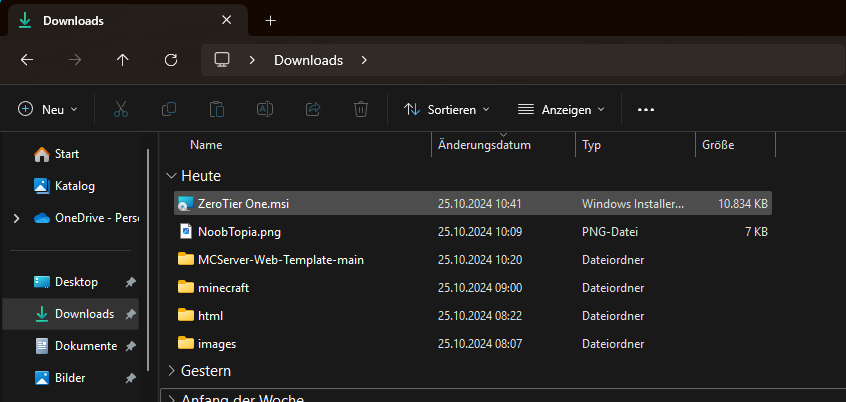 Downloads
Downloads
Neu Sortieren Anzeigen
Name Änderungsdatum Typ Größe
Start
Katalog
OneDrive - Perso
Desktop
Downloads
Dokumente
Bilder
Heute
ZeroTier One.msi 25.10.2024 10:41 Windows Installer... 10.834 KB
NoobTopia.png 25.10.2024 10:09 PNG-Datei 7 KB
MCServer-Web-Template-main 25.10.2024 10:20 Dateiordner
minecraft 25.10.2024 09:00 Dateiordner
html 25.10.2024 08:22 Dateiordner
images 25.10.2024 08:07 Dateiordner
Gestern
Anfang der Woche